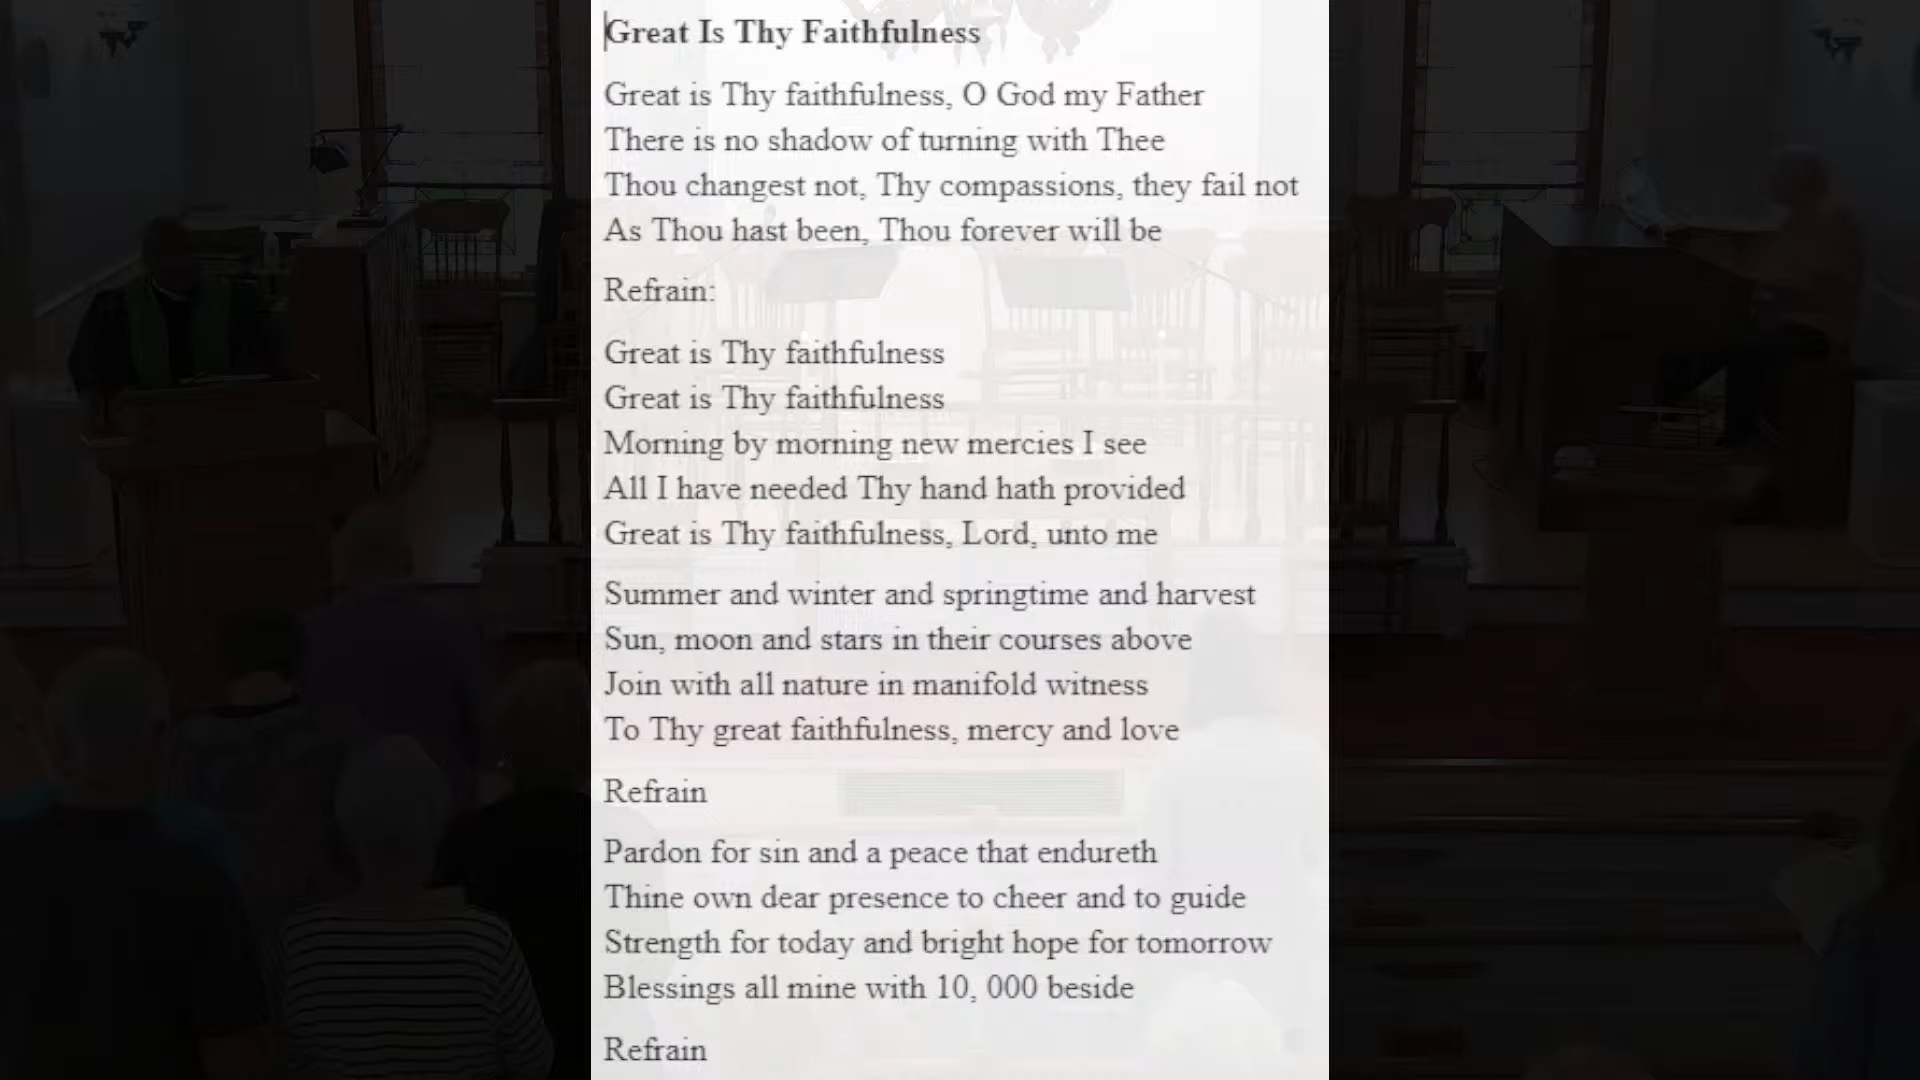 Great Is Thy Faithfulness
Great is Thy faithfulness, O God my Father
There is no shadow of turning with Thee
Thou changest not, Thy compassions, they fail not
As Thou hast been, Thou forever will be
Refrain:
Great is Thy faithfulness
Great is Thy faithfulness
Morning by morning new mercies I see
All I have needed Thy hand hath provided
Great is Thy faithfulness, Lord, unto me
Summer and winter and springtime and harvest
Sun, moon and stars in their courses above
Join with all nature in manifold witness
To Thy great faithfulness, mercy and love
Refrain
Pardon for sin and a peace that endureth
Thine own dear presence to cheer and to guide
Strength for today and bright hope for tomorrow
Blessings all mine with 10, 000 beside
Refrain